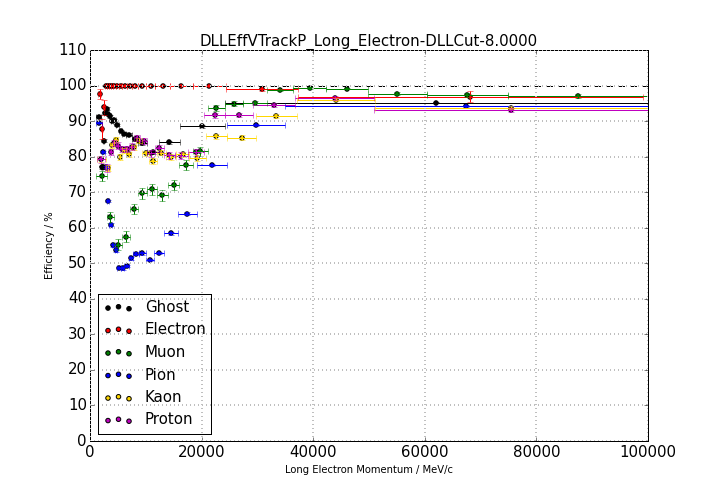 DLLEffVTrackP_Long_Electron-DLLCut-8.0000
110
100
90
80
70
60
50
40
30
20
10
0
Efficiency / %
Ghost
Electron
Muon
Pion
Kaon
Proton
0 20000 40000 60000 80000 100000
Long Electron Momentum / MeV/c